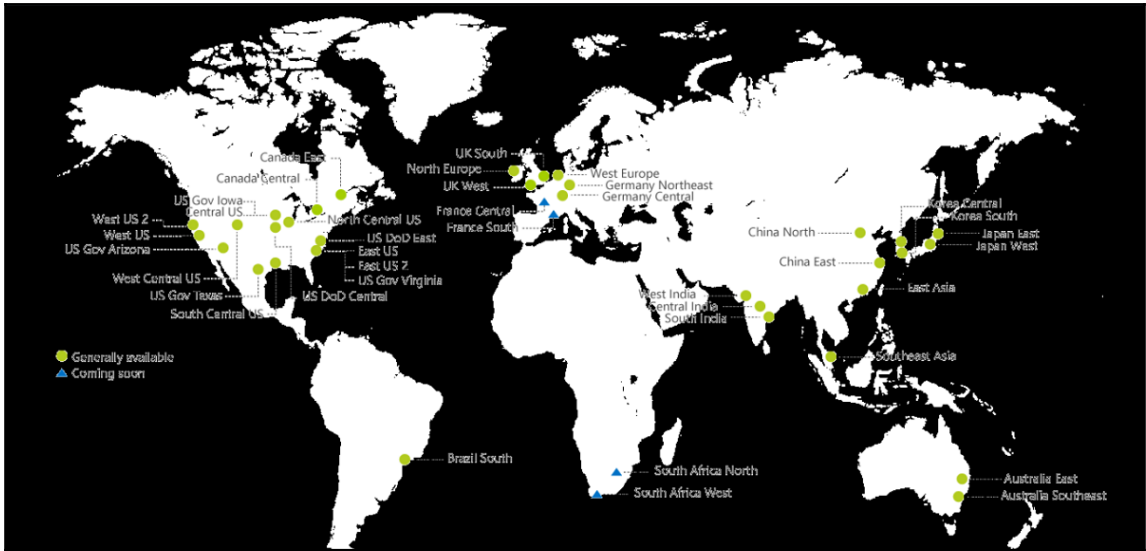 Canada East
Canada Central
US Gov Iowa
Central US
North Central US
West US 2
West US
US Gov Arizona
US DoD East
East US
East US 2
US Gov Virginia
West Central US
US Gov Texas
US DoD Central
South Central US
UK South
North Europe
UK West
West Europe
Germany Northeast
Germany Central
France Central
France South
Korea Central
Korea South
China North
Japan East
Japan West
China East
East Asia
West India
Central India
South India
Southeast Asia
Generally available
Coming soon
Brazil South
South Africa North
South Africa West
Australia East
Australia Southeast